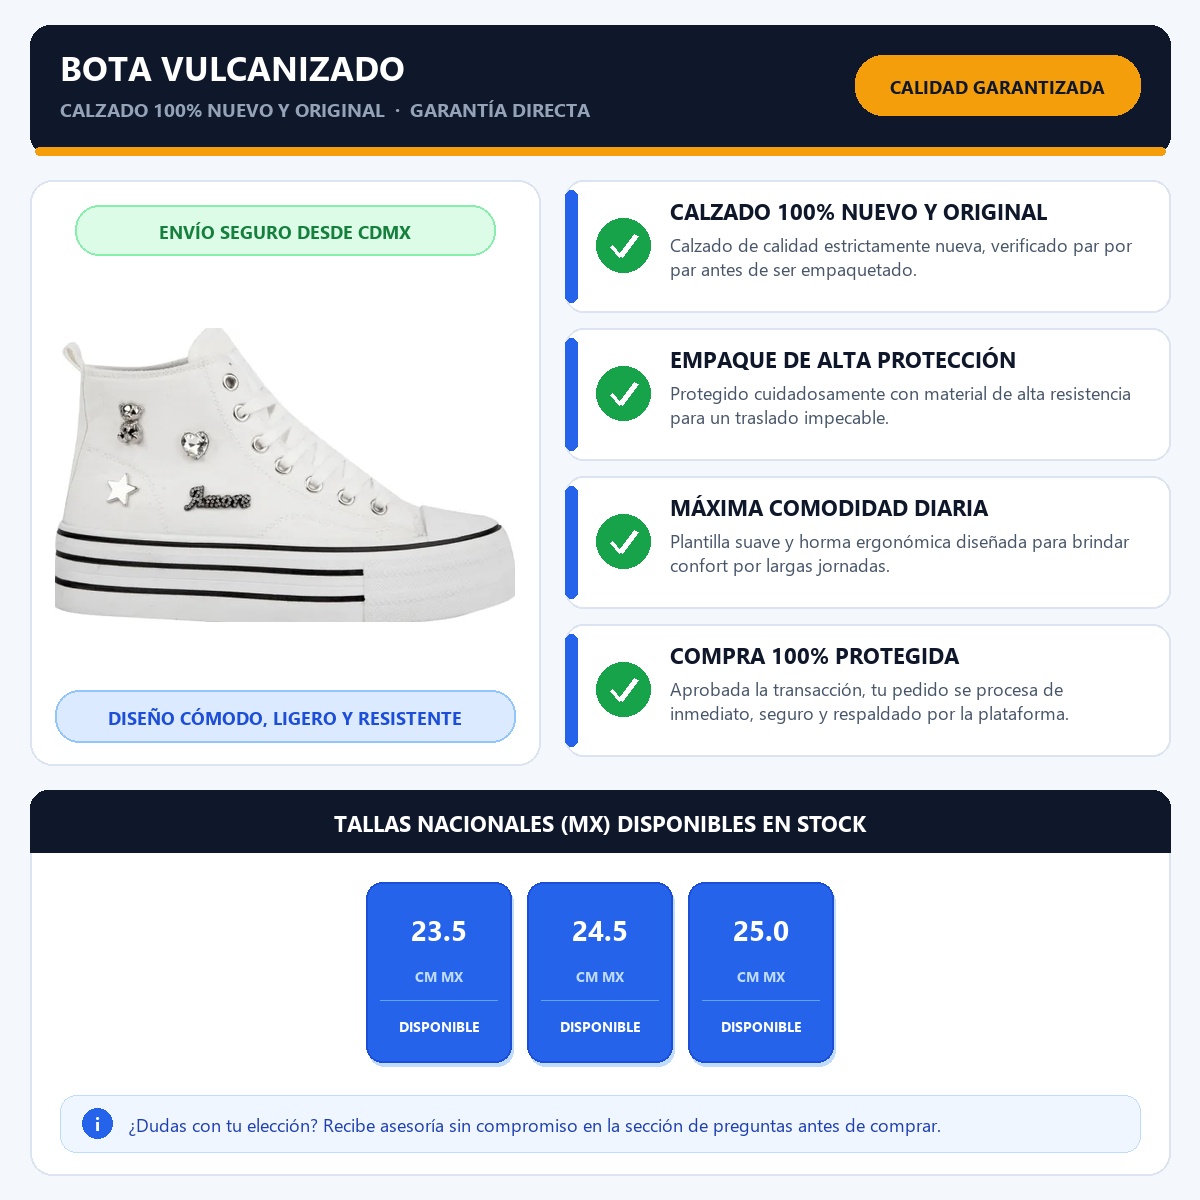 BOTA VULCANIZADO
CALZADO 100% NUEVO Y ORIGINAL · GARANTÍA DIRECTA
CALIDAD GARANTIZADA
ENVÍO SEGURO DESDE CDMX
Amore
DISEÑO CÓMODO, LIGERO Y RESISTENTE
CALZADO 100% NUEVO Y ORIGINAL
Calzado de calidad estrictamente nueva, verificado par por
par antes de ser empaquetado.
EMPAQUE DE ALTA PROTECCIÓN
Protegido cuidadosamente con material de alta resistencia
para un traslado impecable.
MÁXIMA COMODIDAD DIARIA
Plantilla suave y horma ergonómica diseñada para brindar
confort por largas jornadas.
COMPRA 100% PROTEGIDA
Aprobada la transacción, tu pedido se procesa de
inmediato, seguro y respaldado por la plataforma.
TALLAS NACIONALES (MX) DISPONIBLES EN STOCK
23.5
CM MX
DISPONIBLE
24.5
CM MX
DISPONIBLE
25.0
CM MX
DISPONIBLE
¿Dudas con tu elección? Recibe asesoría sin compromiso en la sección de preguntas antes de comprar.